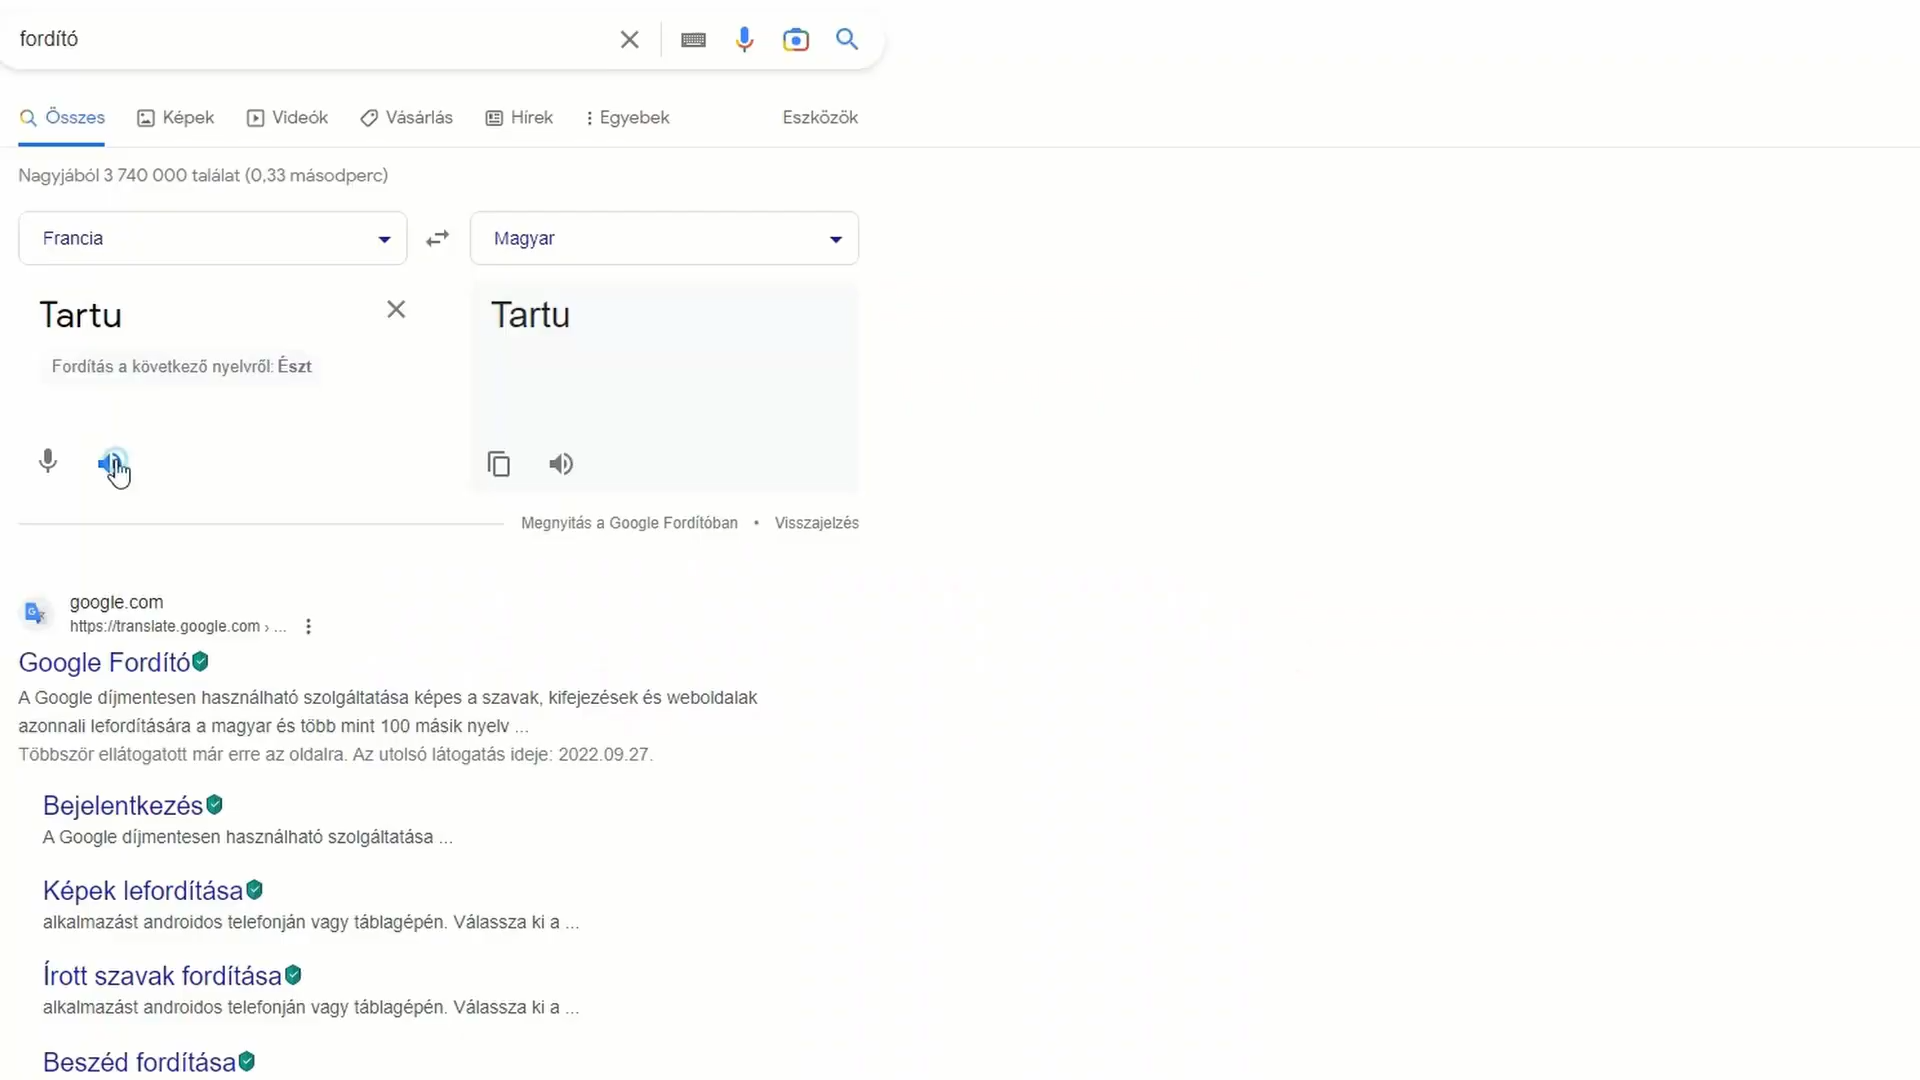 fordító
Összes Képek Videók Vásárlás Hírek Egyebek Eszközök
Nagyjából 3 740 000 találat (0,33 másodperc)
Francia Magyar
Tartu Tartu
Fordítás a következő nyelvről: Észt
Megnyitás a Google Fordítóban • Visszajelzés
google.com
https://translate.google.com › ...
Google Fordító
A Google díjmentesen használható szolgáltatása képes a szavak, kifejezések és weboldalak
azonnali lefordítására a magyar és több mint 100 másik nyelv ...
Többször ellátogatott már erre az oldalra. Az utolsó látogatás ideje: 2022.09.27.
Bejelentkezés
A Google díjmentesen használható szolgáltatása ...
Képek lefordítása
alkalmazást androidos telefonján vagy táblagépén. Válassza ki a ...
Írott szavak fordítása
alkalmazást androidos telefonján vagy táblagépén. Válassza ki a ...
Beszéd fordítása